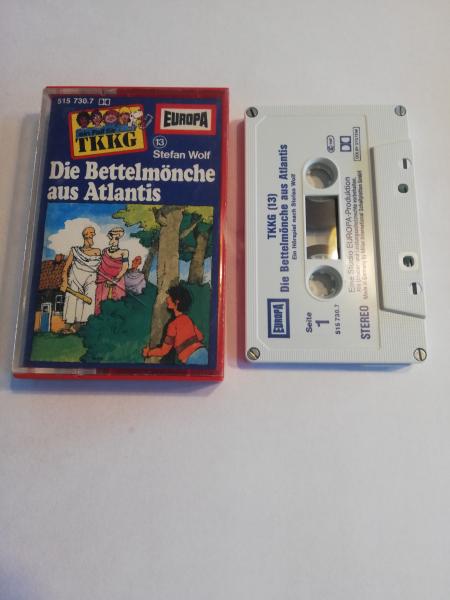 515 730.7
ein Fall für
TKKG
EUROPA
13
Stefan Wolf
Die Bettelmönche
aus Atlantis
TKKG (13)
Die Bettelmönche aus Atlantis
Ein Hörspiel nach Stefan Wolf
EUROPA
Seite
1
515 730.7
Eine Studio EUROPA-Produktion
STEREO